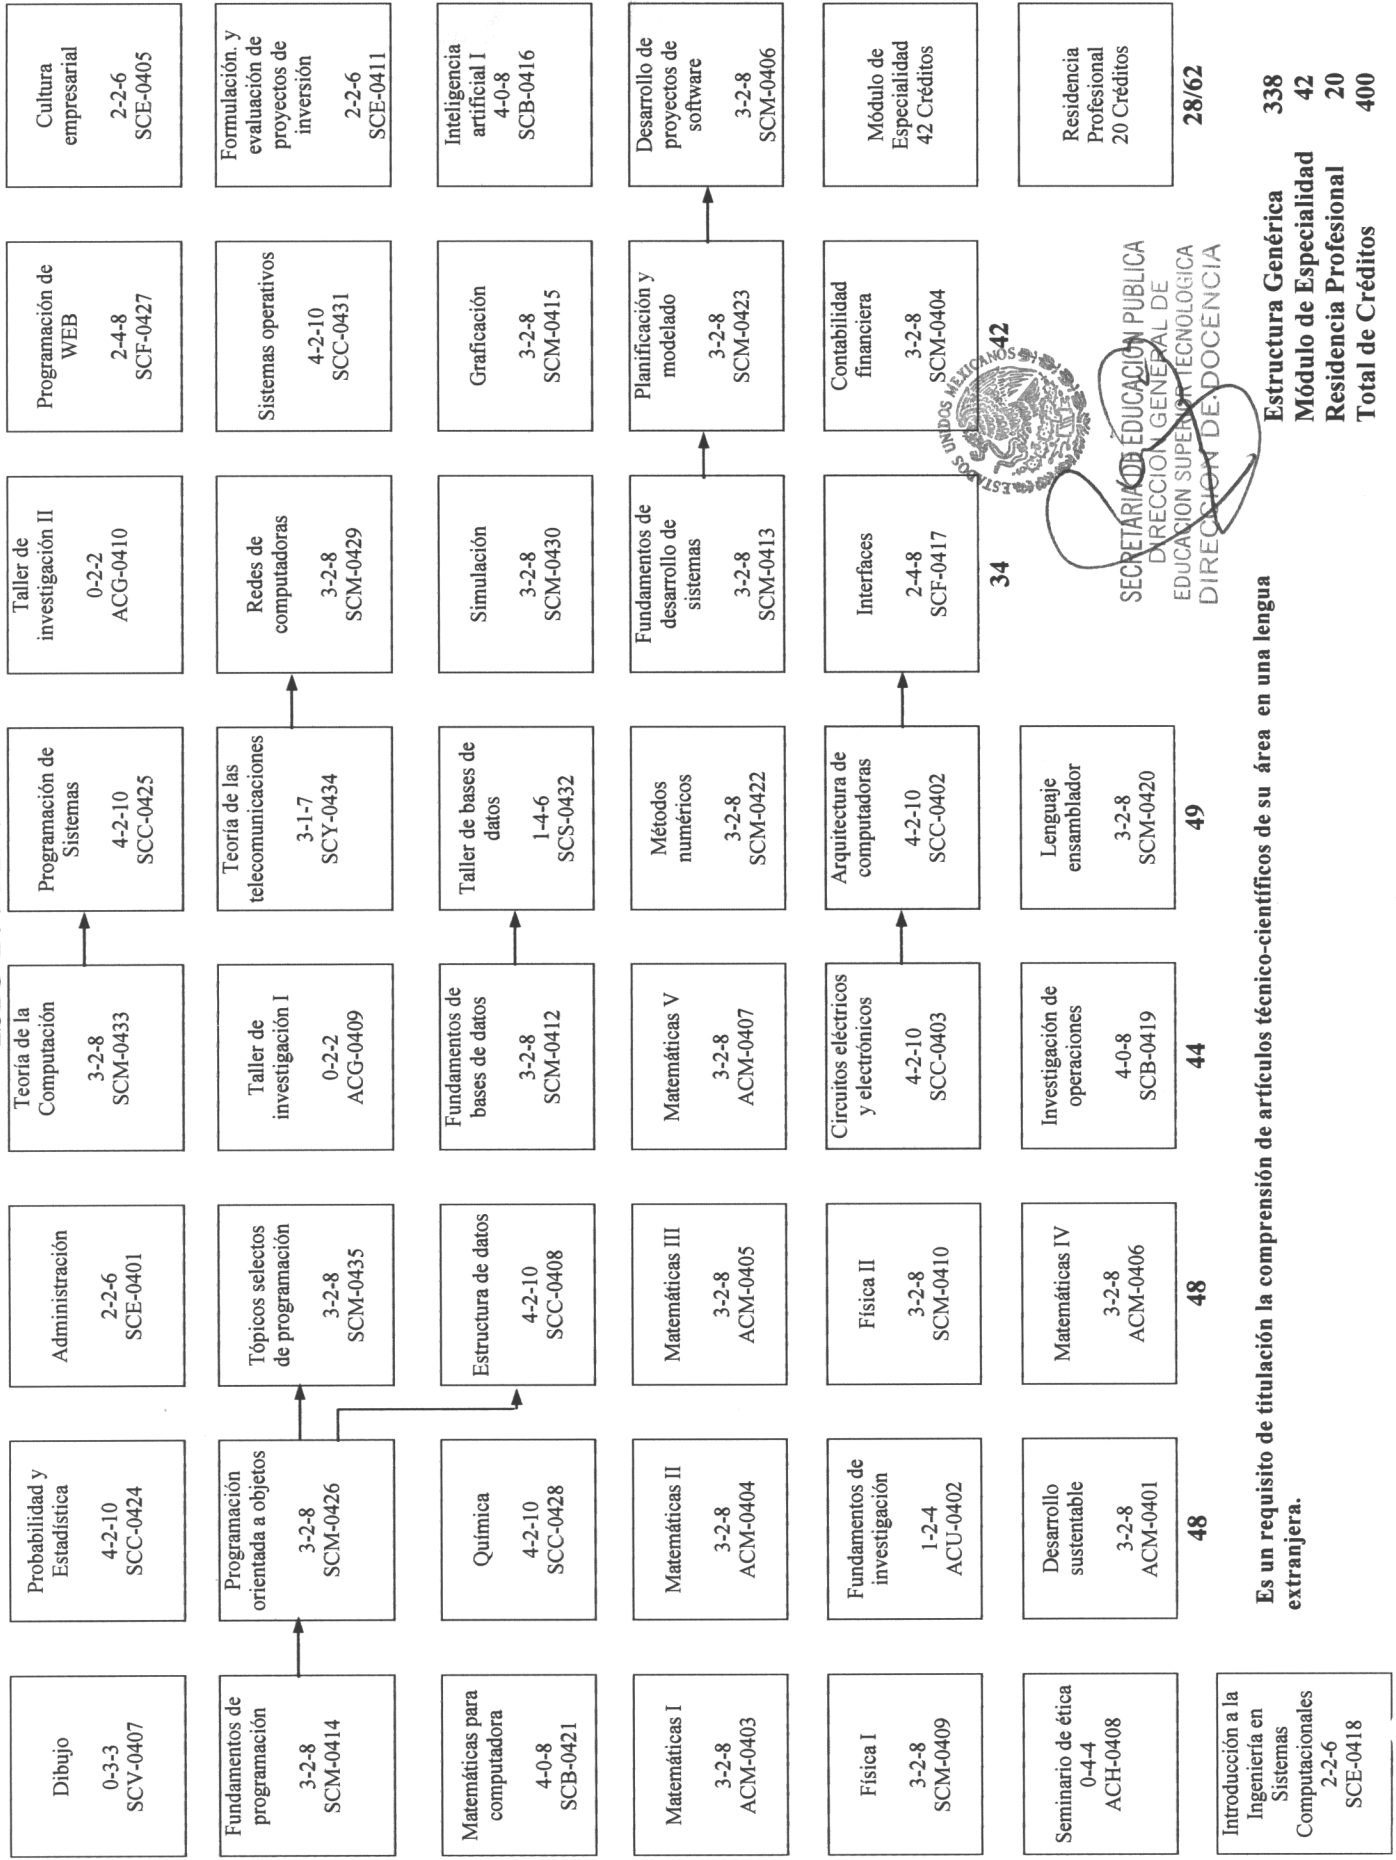 Dibujo
0-3-3
SCV-0407
Fundamentos de
programación
3-2-8
SCM-0414
Matemáticas para
computadora
4-0-8
SCB-0421
Matemáticas I
3-2-8
ACM-0403
Física I
3-2-8
SCM-0409
Seminario de ética
0-4-4
ACH-0408
Introducción a la
Ingeniería en
Sistemas
Computacionales
2-2-6
SCE-0418
Probabilidad y
Estadística
4-2-10
SCC-0424
Programación
orientada a objetos
3-2-8
SCM-0426
Química
4-2-10
SCC-0428
Matemáticas II
3-2-8
ACM-0404
Fundamentos de
investigación
1-2-4
ACU-0402
Desarrollo
sustentable
3-2-8
ACM-0401
48
Administración
2-2-6
SCE-0401
Tópicos selectos
de programación
3-2-8
SCM-0435
Estructura de datos
4-2-10
SCC-0408
Matemáticas III
3-2-8
ACM-0405
Física II
3-2-8
SCM-0410
Matemáticas IV
3-2-8
ACM-0406
48
Teoría de la
Computación
3-2-8
SCM-0433
Taller de
investigación I
0-2-2
ACG-0409
Fundamentos de
bases de datos
3-2-8
SCM-0412
Matemáticas V
3-2-8
ACM-0407
Circuitos eléctricos
y electrónicos
4-2-10
SCC-0403
Investigación de
operaciones
4-0-8
SCB-0419
44
Programación de
Sistemas
4-2-10
SCC-0425
Teoría de las
telecomunicaciones
3-1-7
SCY-0434
Taller de bases de
datos
1-4-6
SCS-0432
Métodos
numéricos
3-2-8
SCM-0422
Arquitectura de
computadoras
4-2-10
SCC-0402
Lenguaje
ensamblador
3-2-8
SCM-0420
49
Taller de
investigación II
0-2-2
ACG-0410
Redes de
computadoras
3-2-8
SCM-0429
Simulación
3-2-8
SCM-0430
Fundamentos de
desarrollo de
sistemas
3-2-8
SCM-0413
Interfaces
2-4-8
SCF-0417
34
Programación de
WEB
2-4-8
SCF-0427
Sistemas operativos
4-2-10
SCC-0431
Graficación
3-2-8
SCM-0415
Planificación y
modelado
3-2-8
SCM-0423
Contabilidad
financiera
3-2-8
SCM-0404
42
Cultura
empresarial
2-2-6
SCE-0405
Formulación. y
evaluación de
proyectos de
inversión
2-2-6
SCE-0411
Inteligencia
artificial I
4-0-8
SCB-0416
Desarrollo de
proyectos de
software
3-2-8
SCM-0406
Módulo de
Especialidad
42 Créditos
Residencia
Profesional
20 Créditos
28/62
ESTADOS UNIDOS MEXICANOS
SECRETARIA DE EDUCACION PUBLICA
DIRECCION GENERAL DE
EDUCACION SUPERIOR TECNOLOGICA
DIRECCION DE DOCENCIA
Es un requisito de titulación la comprensión de artículos técnico-científicos de su área en una lengua
extranjera.
Estructura Genérica 338
Módulo de Especialidad 42
Residencia Profesional 20
Total de Créditos 400